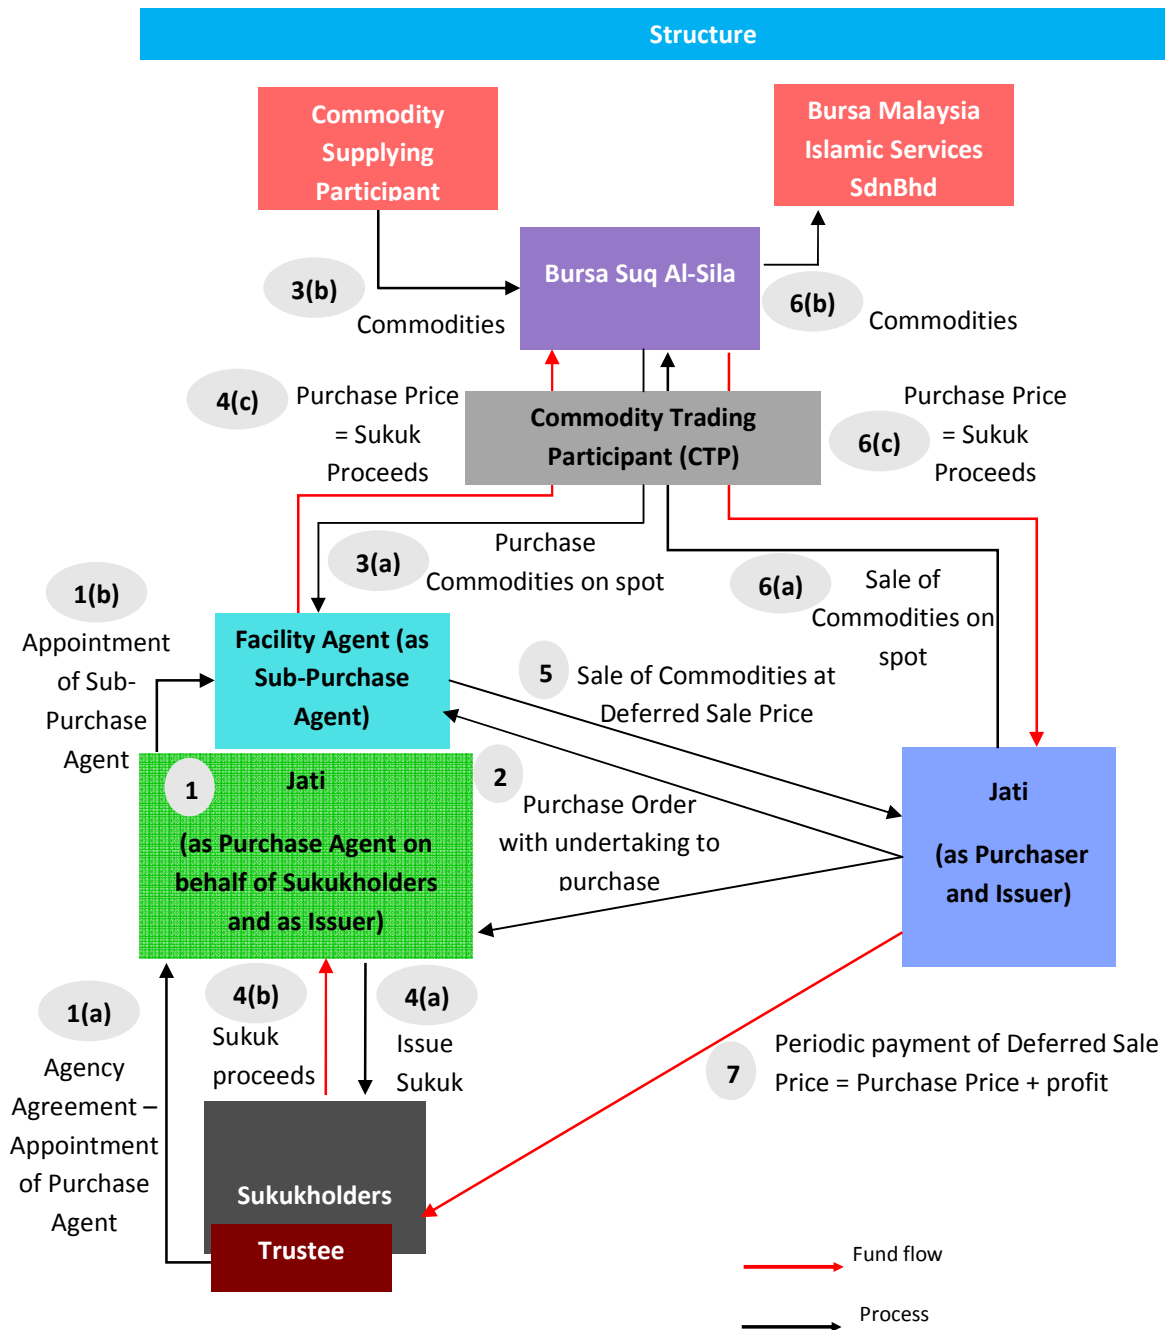 Structure
Commodity
Supplying
Participant
Bursa Malaysia
Islamic Services
SdnBhd
Bursa Suq Al-Sila
3(b)
Commodities
6(b)
Commodities
4(c)
Purchase Price
= Sukuk
Proceeds
Commodity Trading
Participant (CTP)
Purchase Price
= Sukuk
Proceeds
6(c)
3(a)
Purchase
Commodities on spot
6(a)
Sale of
Commodities on
spot
1(b)
Appointment
of Sub-
Purchase
Agent
Facility Agent (as
Sub-Purchase
Agent)
5
Sale of Commodities at
Deferred Sale Price
1
Jati
(as Purchase Agent on
behalf of Sukukholders
and as Issuer)
2
Purchase Order
with undertaking to
purchase
Jati
(as Purchaser
and Issuer)
1(a)
Agency
Agreement –
Appointment
of Purchase
Agent
4(b)
Sukuk
proceeds
4(a)
Issue
Sukuk
7
Periodic payment of Deferred Sale
Price = Purchase Price + profit
Sukukholders
Trustee
Fund flow
Process